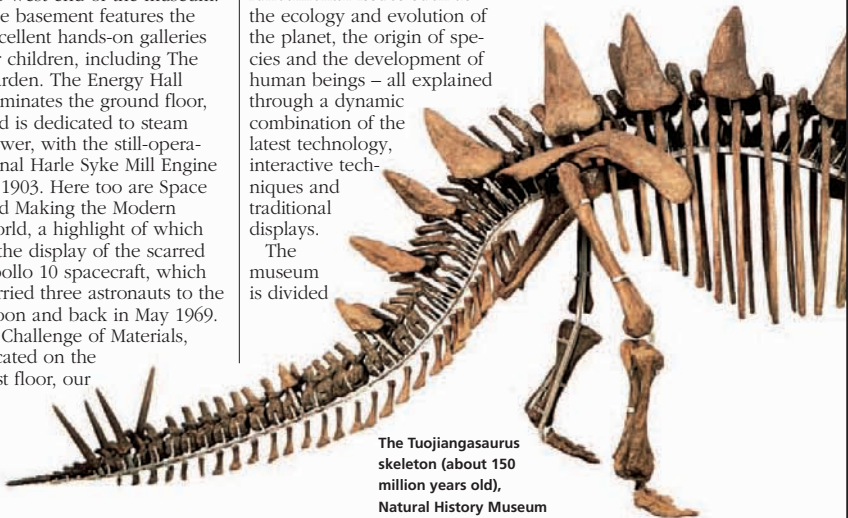 west end of the museum.
e basement features the
cellent hands-on galleries
r children, including The
arden. The Energy Hall
minates the ground floor,
d is dedicated to steam
wer, with the still-opera-
nal Harle Syke Mill Engine
1903. Here too are Space
d Making the Modern
orld, a highlight of which
the display of the scarred
pollo 10 spacecraft, which
rried three astronauts to the
oon and back in May 1969.
Challenge of Materials,
cated on the
st floor, our
the ecology and evolution of
the planet, the origin of spe-
cies and the development of
human beings – all explained
through a dynamic
combination of the
latest technology,
interactive tech-
niques and
traditional
displays.
The
museum
is divided
The Tuojiangasaurus
skeleton (about 150
million years old),
Natural History Museum